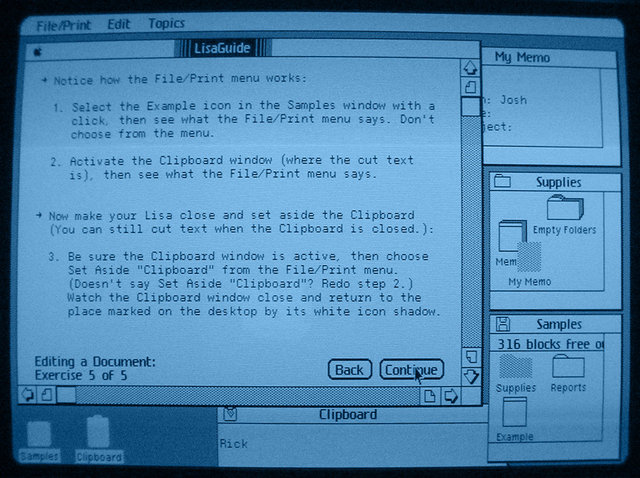 File/Print Edit Topics
LisaGuide
→ Notice how the File/Print menu works:
1. Select the Example icon in the Samples window with a
click, then see what the File/Print menu says. Don't
choose from the menu.
2. Activate the Clipboard window (where the cut text
is), then see what the File/Print menu says.
→ Now make your Lisa close and set aside the Clipboard
(You can still cut text when the Clipboard is closed.):
3. Be sure the Clipboard window is active, then choose
Set Aside "Clipboard" from the File/Print menu.
(Doesn't say Set Aside "Clipboard"? Redo step 2.)
Watch the Clipboard window close and return to the
place marked on the desktop by its white icon shadow.
Editing a Document:
Exercise 5 of 5
Back Continue
My Memo
: Josh
:
ject:
Supplies
Empty Folders
Mem
My Memo
Samples
316 blocks free o
Supplies Reports
Example
Clipboard
Rick
Samples Clipboard